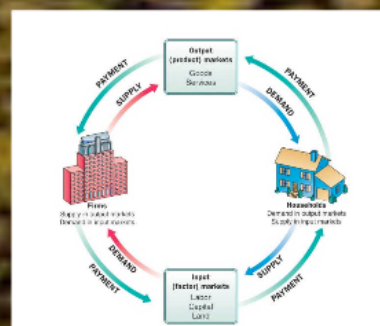 Output
(product) markets
Goods
Services
PAYMENT
SUPPLY
PAYMENT
DEMAND
Firms
Supply in output markets
Demand in input markets
Households
Demand in output markets
Supply in input markets
DEMAND
PAYMENT
SUPPLY
PAYMENT
Input
(factor) markets
Labor
Capital
Land